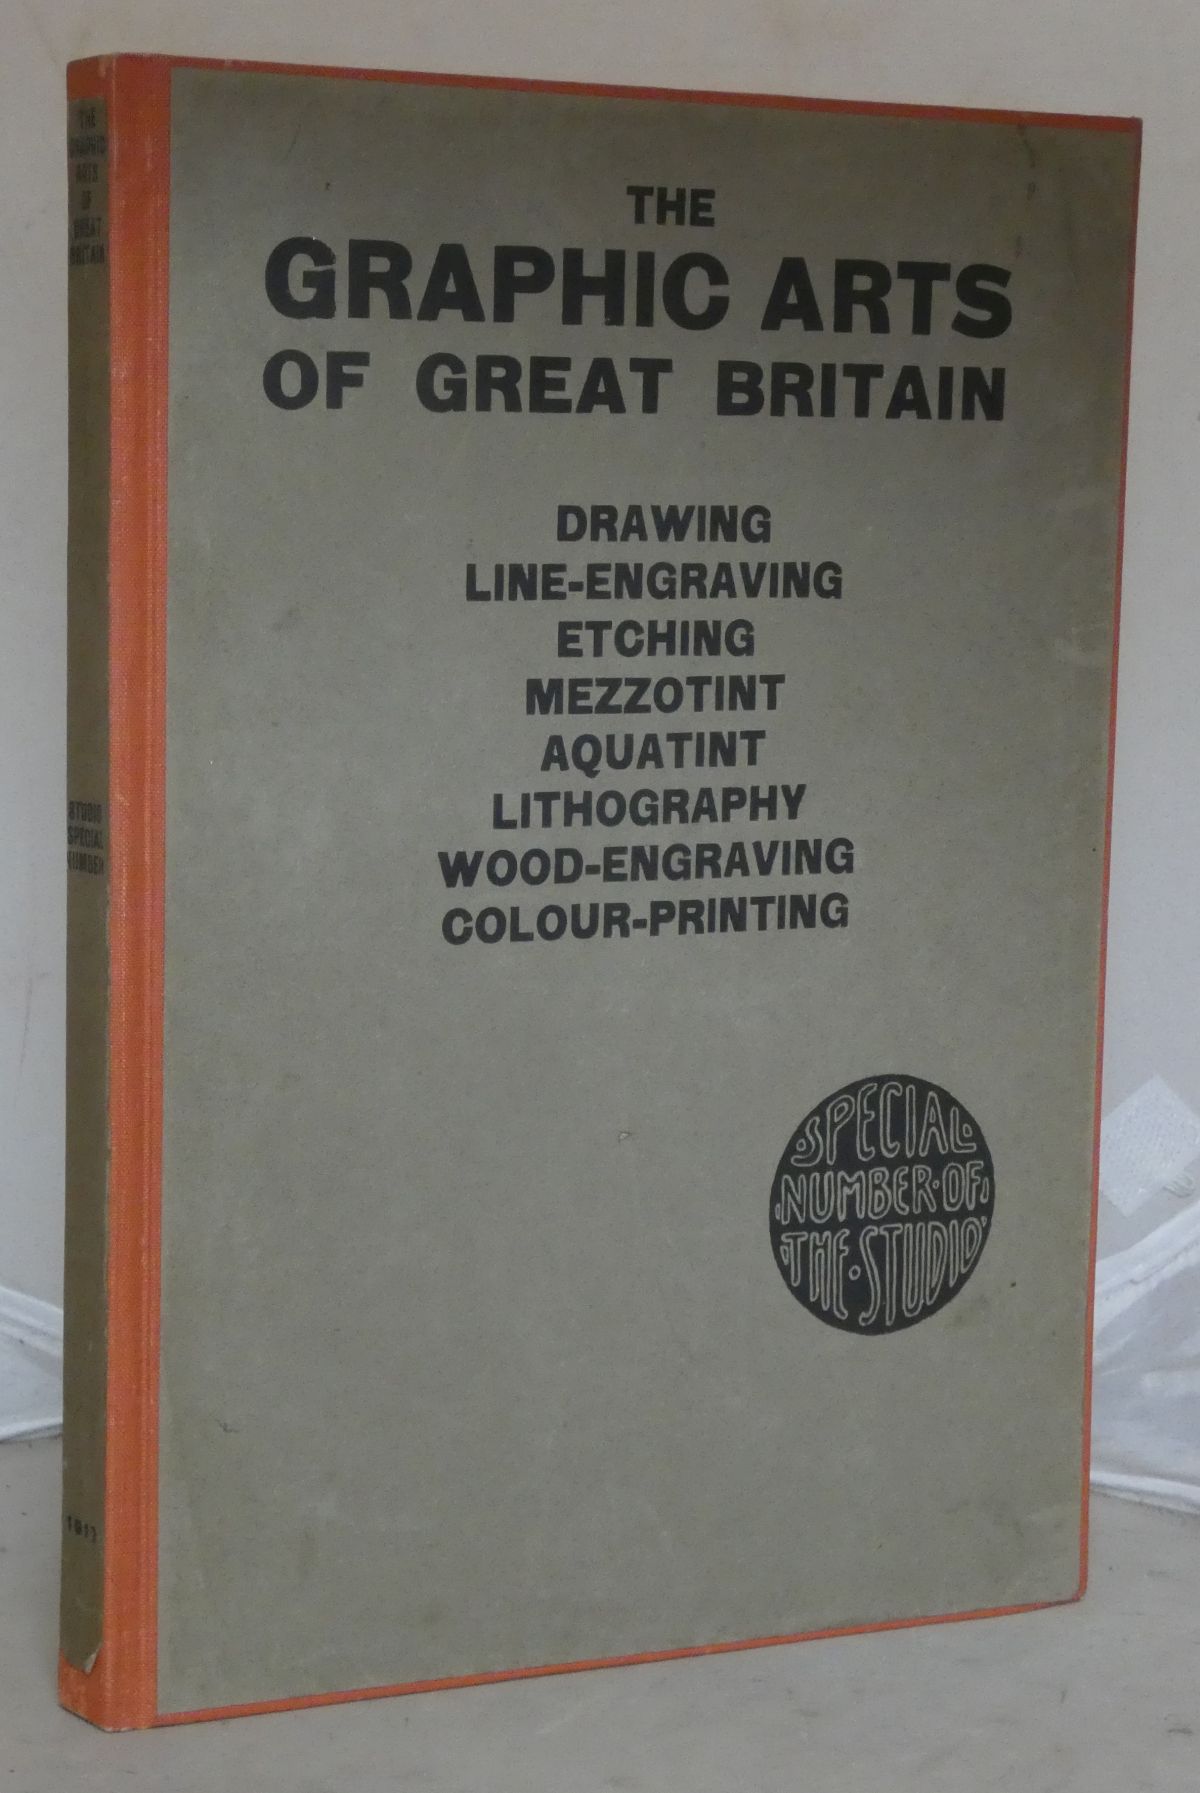 THE
GRAPHIC
ARTS
OF
GREAT
BRITAIN
STUDIO
SPECIAL
NUMBER
THE
GRAPHIC ARTS
OF GREAT BRITAIN
DRAWING
LINE-ENGRAVING
ETCHING
MEZZOTINT
AQUATINT
LITHOGRAPHY
WOOD-ENGRAVING
COLOUR-PRINTING
SPECIAL
NUMBER·OF
THE·STUDIO